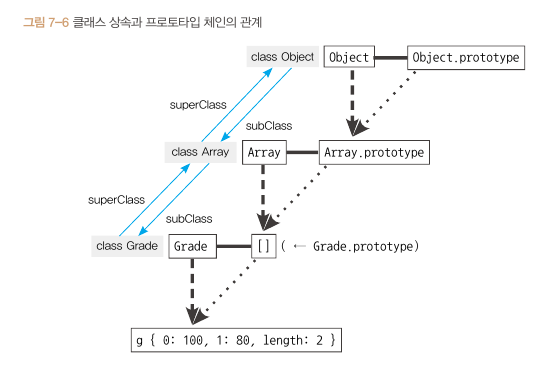 그림 7-6 클래스 상속과 프로토타입 체인의 관계
class Object Object Object.prototype
superClass
subClass
class Array Array Array.prototype
superClass
subClass
class Grade Grade [] ( ← Grade.prototype)
g { 0: 100, 1: 80, length: 2 }